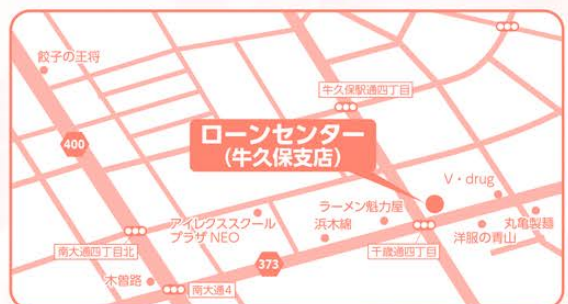 餃子の王将
牛久保駅通四丁目
400
ローンセンター
(牛久保支店)
V・drug
ラーメン魁力屋
アイレクススクール
プラザ NEO
浜木綿
丸亀製麺
洋服の青山
南大通四丁目北
千歳通四丁目
373
木曽路
南大通4